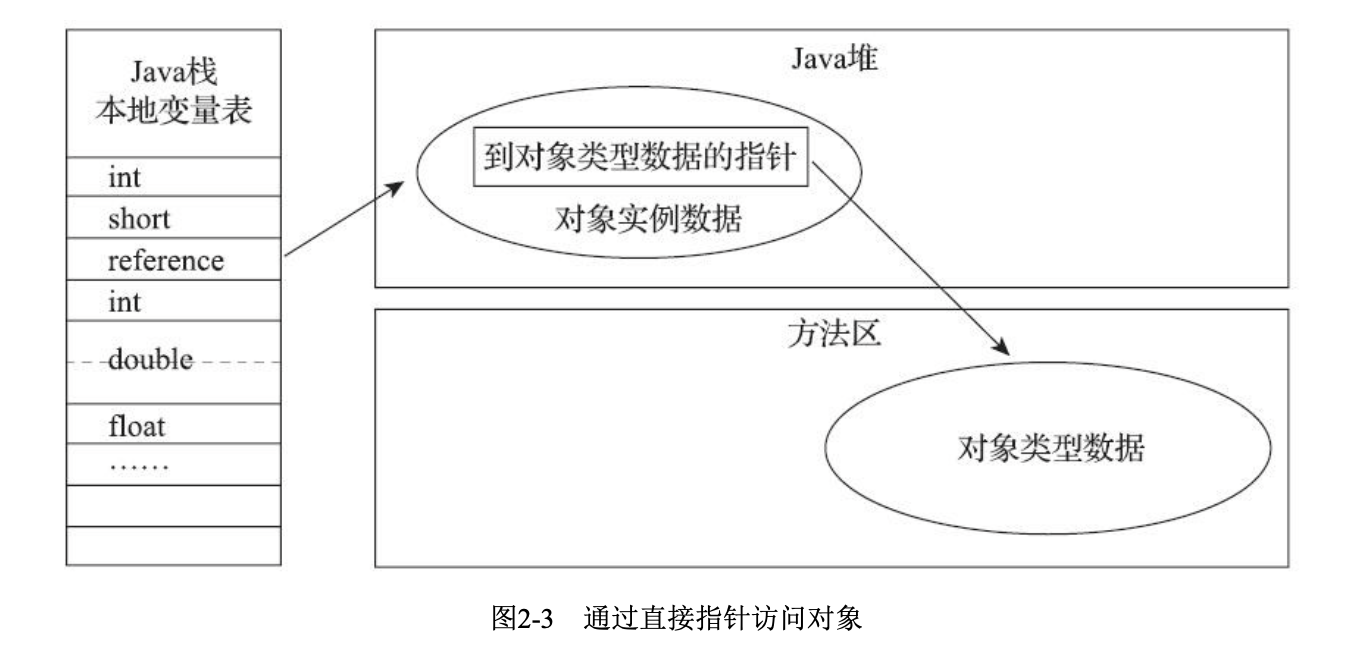 Java栈
本地变量表
int
short
reference
int
double
float
……
Java堆
到对象类型数据的指针
对象实例数据
方法区
对象类型数据
图2-3 通过直接指针访问对象